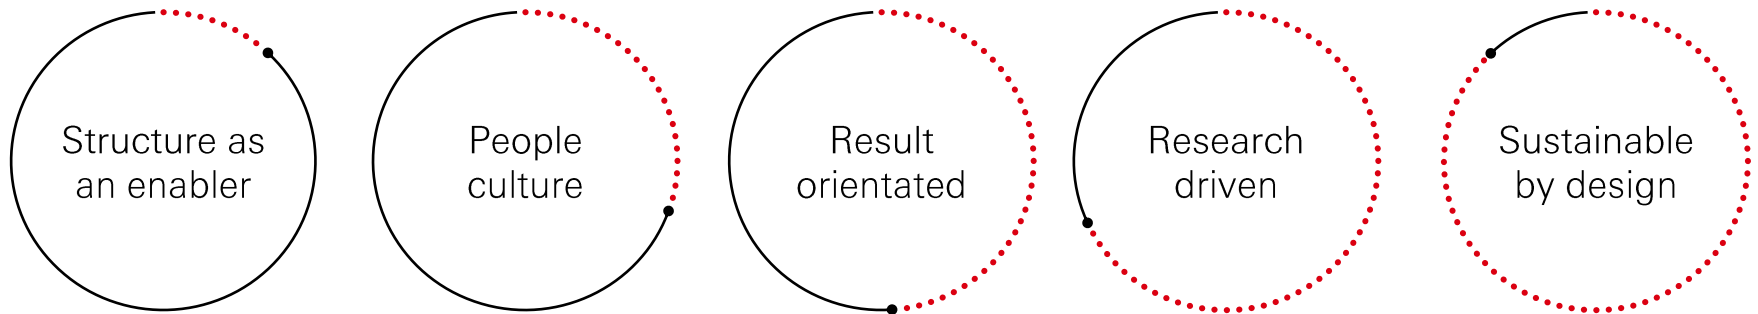 Structure as
an enabler
People
culture
Result
orientated
Research
driven
Sustainable
by design